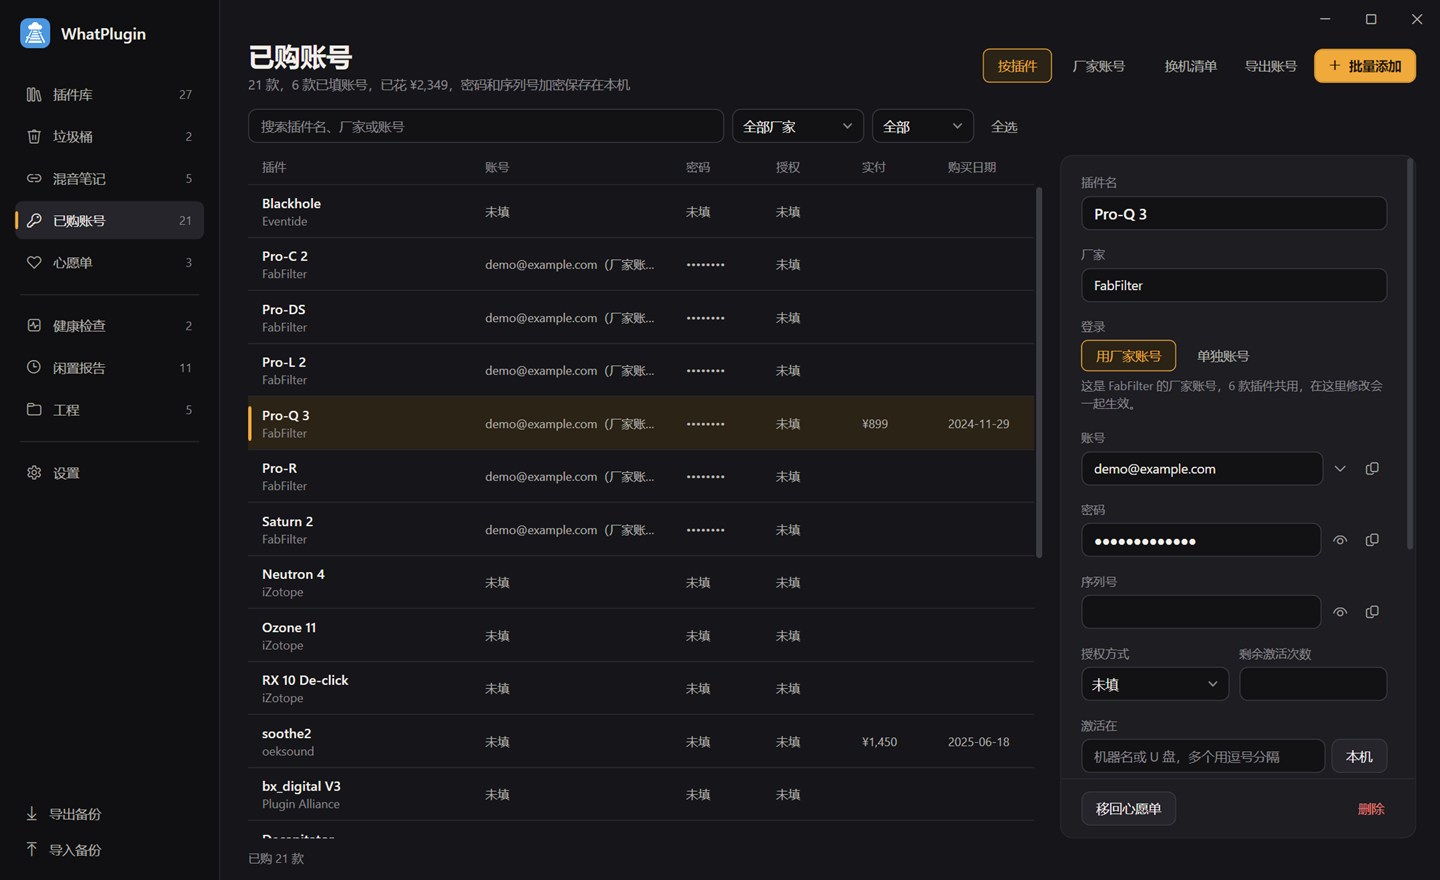 WhatPlugin
插件库 27
垃圾桶 2
混音笔记 5
已购账号 21
心愿单 3
健康检查 2
闲置报告 11
工程 5
设置
导出备份
导入备份
已购账号
21 款，6 款已填账号，已花 ¥2,349，密码和序列号加密保存在本机
按插件 厂家账号 换机清单 导出账号 + 批量添加
搜索插件名、厂家或账号 全部厂家 全部 全选
插件 账号 密码 授权 实付 购买日期
Blackhole
Eventide 未填 未填 未填
Pro-C 2
FabFilter demo@example.com（厂家账... •••••••• 未填
Pro-DS
FabFilter demo@example.com（厂家账... •••••••• 未填
Pro-L 2
FabFilter demo@example.com（厂家账... •••••••• 未填
Pro-Q 3
FabFilter demo@example.com（厂家账... •••••••• 未填 ¥899 2024-11-29
Pro-R
FabFilter demo@example.com（厂家账... •••••••• 未填
Saturn 2
FabFilter demo@example.com（厂家账... •••••••• 未填
Neutron 4
iZotope 未填 未填 未填
Ozone 11
iZotope 未填 未填 未填
RX 10 De-click
iZotope 未填 未填 未填
soothe2
oeksound 未填 未填 未填 ¥1,450 2025-06-18
bx_digital V3
Plugin Alliance 未填 未填 未填
已购 21 款
插件名
Pro-Q 3
厂家
FabFilter
登录
用厂家账号 单独账号
这是 FabFilter 的厂家账号，6 款插件共用，在这里修改会
一起生效。
账号
demo@example.com
密码
•••••••••••••
序列号
授权方式 剩余激活次数
未填
激活在
机器名或 U 盘，多个用逗号分隔 本机
移回心愿单 删除